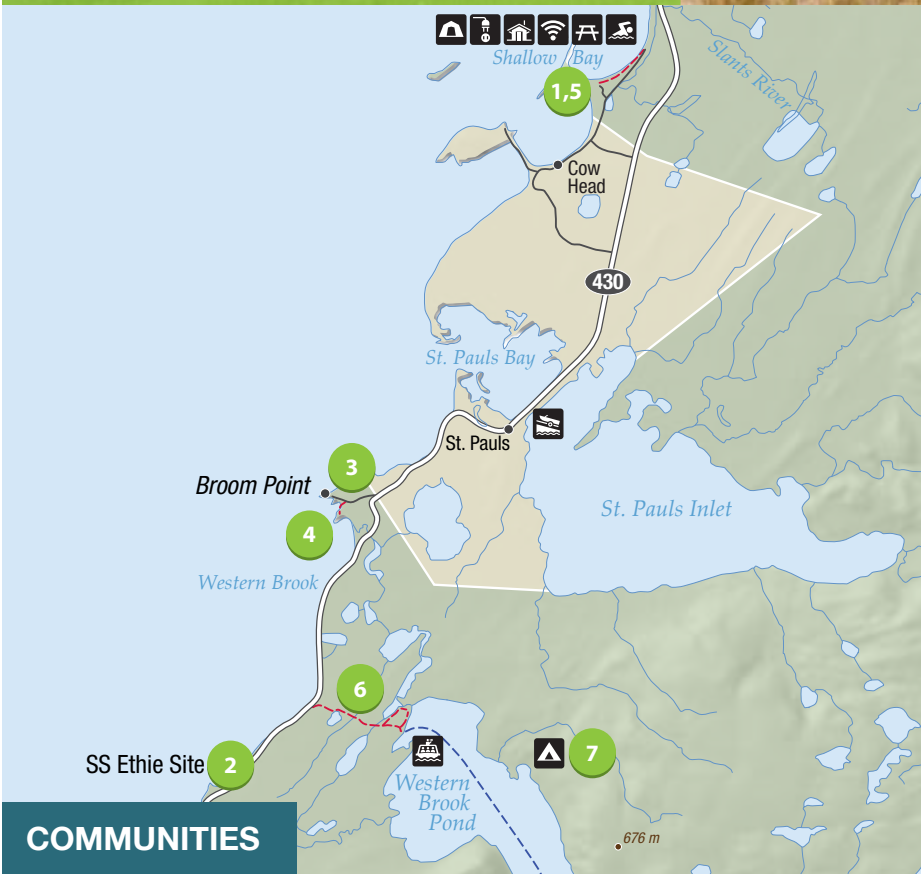 Shallow Bay
Slants River
1,5
Cow
Head
430
St. Pauls Bay
St. Pauls
3
Broom Point
St. Pauls Inlet
4
Western Brook
6
SS Ethie Site
2
7
Western
Brook
Pond
676 m
COMMUNITIES